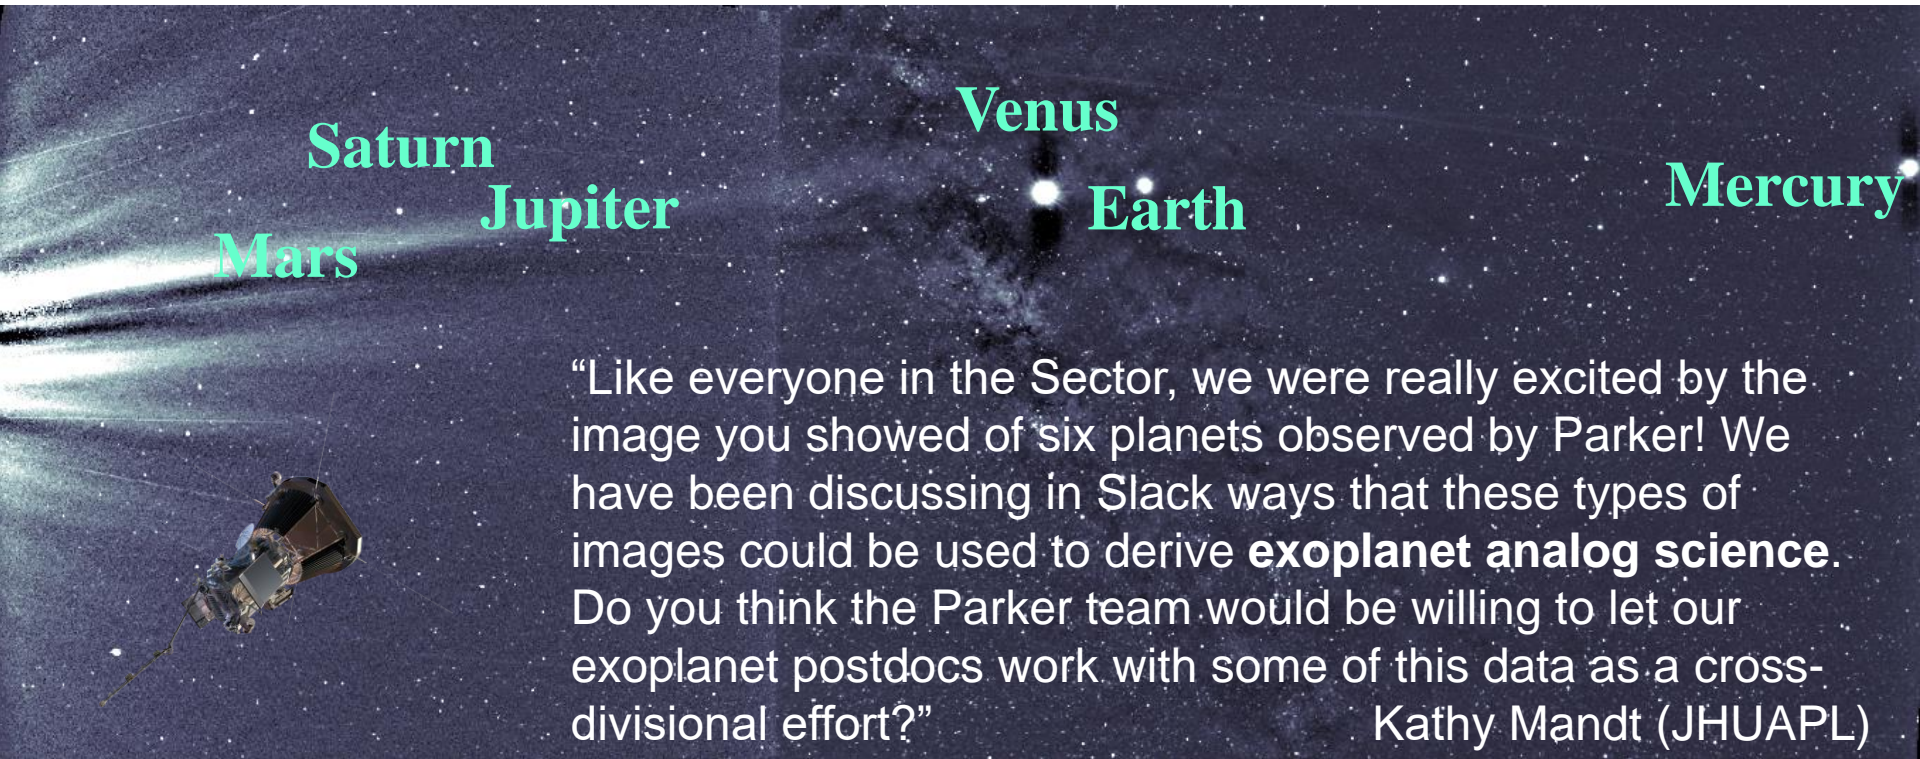 Venus
Saturn
Mercury
Jupiter
Earth
Mars
“Like everyone in the Sector, we were really excited by the
image you showed of six planets observed by Parker! We
have been discussing in Slack ways that these types of
images could be used to derive exoplanet analog science.
Do you think the Parker team would be willing to let our
exoplanet postdocs work with some of this data as a cross-
divisional effort?” Kathy Mandt (JHUAPL)